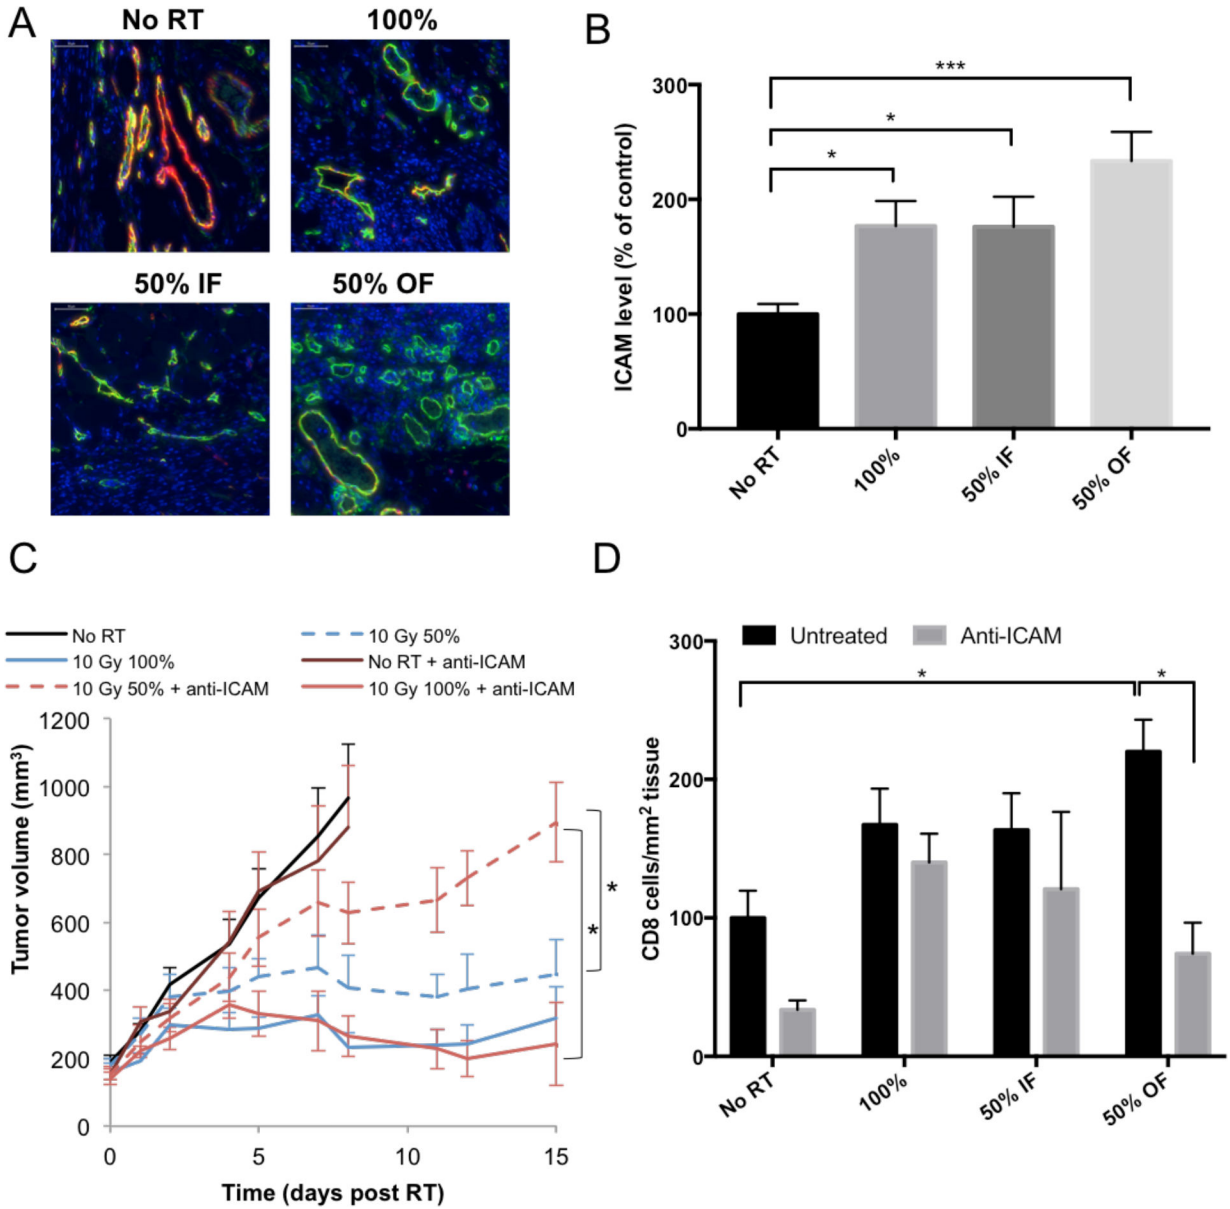 A
No RT
100%
50% IF
50% OF
B
***
*
*
300
200
100
0
ICAM level (% of control)
No RT
100%
50% IF
50% OF
C
No RT
10 Gy 50%
10 Gy 100%
No RT + anti-ICAM
10 Gy 50% + anti-ICAM
10 Gy 100% + anti-ICAM
1200
1000
800
600
400
200
0
Tumor volume (mm³)
*
*
0
5
10
15
Time (days post RT)
D
Untreated
Anti-ICAM
*
*
300
200
100
0
CD8 cells/mm² tissue
No RT
100%
50% IF
50% OF